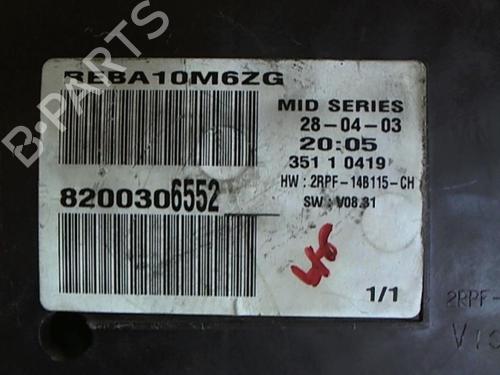 BEBA10M6ZG
MID SERIES
28-04-03
20:05
351 1 0419
HW : 2RPF-14B115-CH
SW : V08.31
8200306552
1/1
2RPF-
B-PARTS